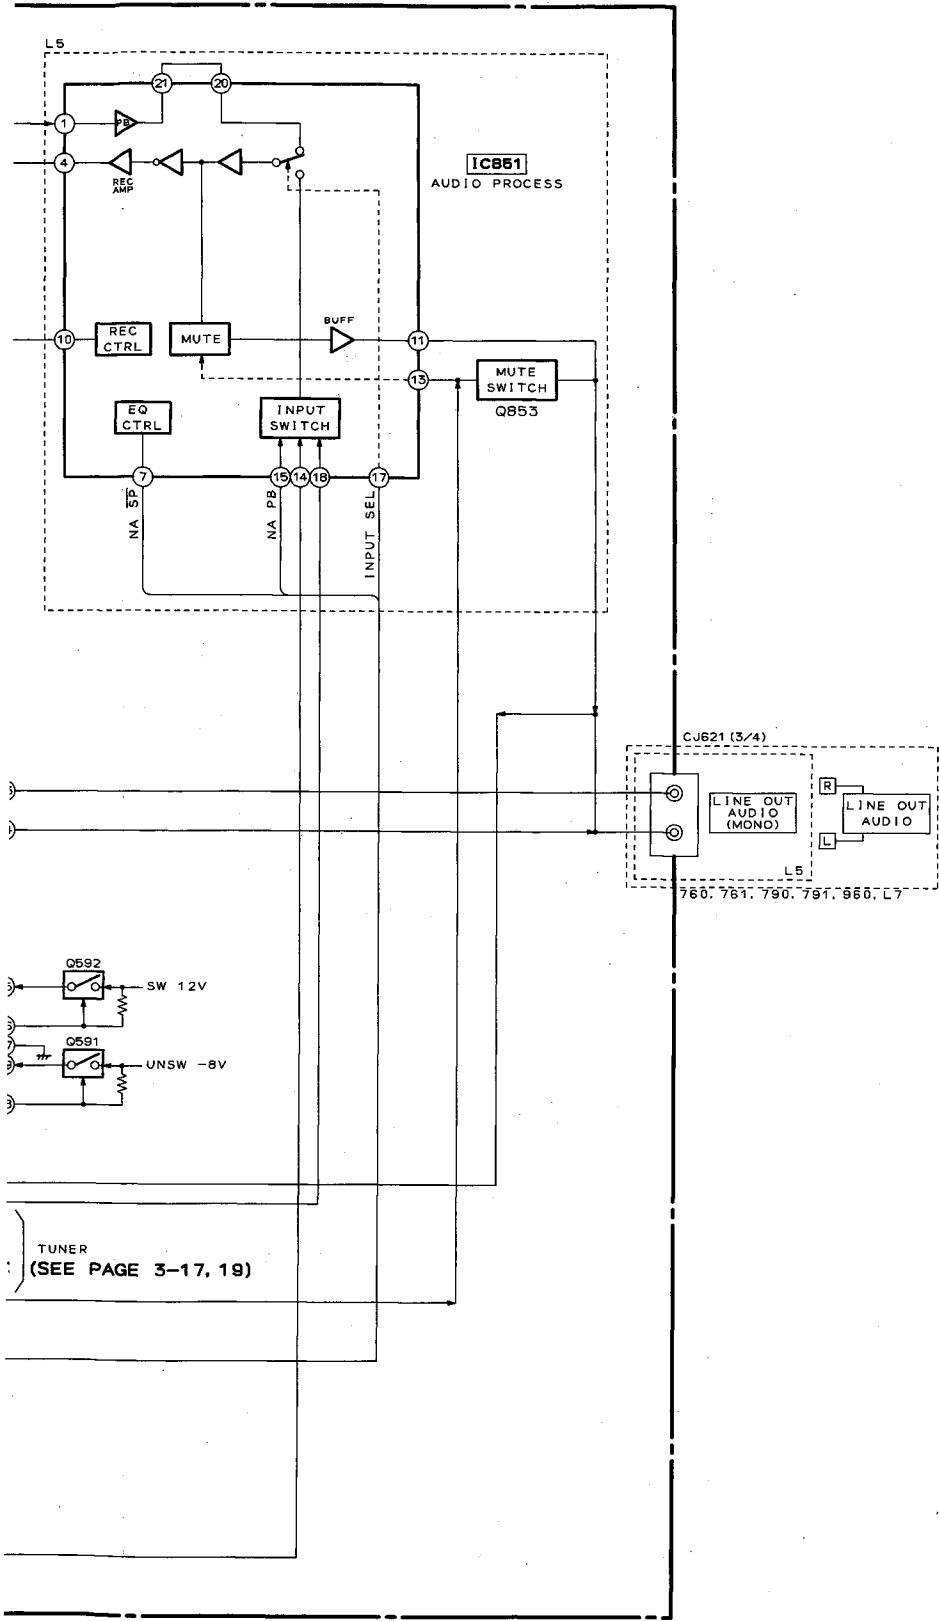 L5
21
20
1
PB
4
REC
AMP
IC851
AUDIO PROCESS
10
REC
CTRL
MUTE
BUFF
11
13
MUTE
SWITCH
Q853
EQ
CTRL
INPUT
SWITCH
7
15
14
18
17
NA SP
NA PB
INPUT SEL
CJ621 (3/4)
LINE OUT
AUDIO
(MONO)
R
LINE OUT
AUDIO
L
L5
760, 761, 790, 791, 960, L7
Q592
SW 12V
Q591
UNSW -8V
TUNER
(SEE PAGE 3-17, 19)